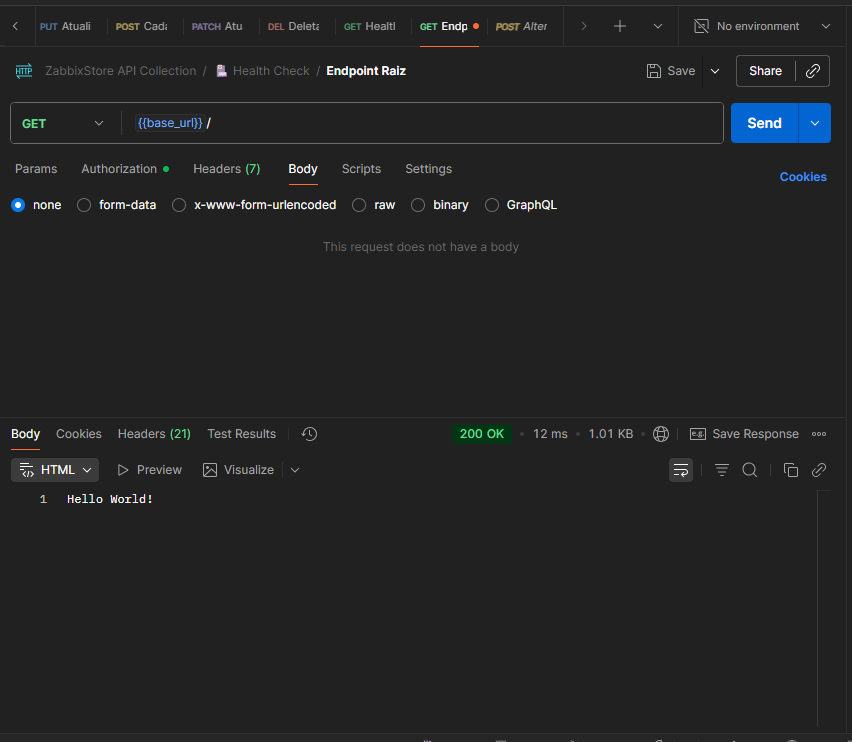 PUT Atuali POST Cada PATCH Atu DEL Deleta GET Healtl GET Endp POST Alter No environment
HTTP ZabbixStore API Collection / Health Check / Endpoint Raiz Save Share
GET {{base_url}} / Send
Params Authorization Headers (7) Body Scripts Settings Cookies
none form-data x-www-form-urlencoded raw binary GraphQL
This request does not have a body
Body Cookies Headers (21) Test Results 200 OK • 12 ms • 1.01 KB • e.g. Save Response
HTML Preview Visualize
1 Hello World!